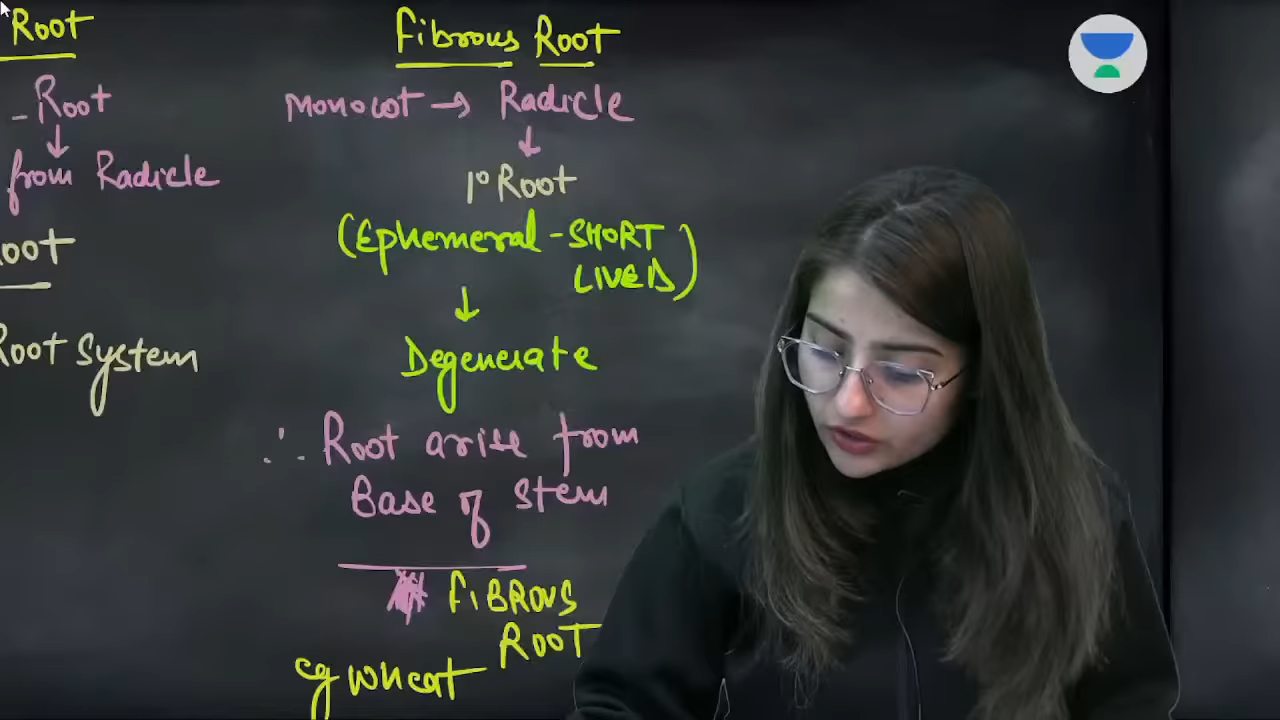 Root
Root
↓
from Radicle
Root
Root System
Fibrous Root
Monocot → Radicle
↓
1° Root
(Ephemeral - SHORT
LIVED)
↓
Degenerate
∴ Root arise from
Base of stem
FiBROUS
ROOT
eg wheat